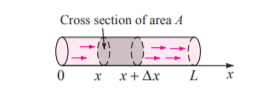 Cross section of area A
0 x x + Δx L x